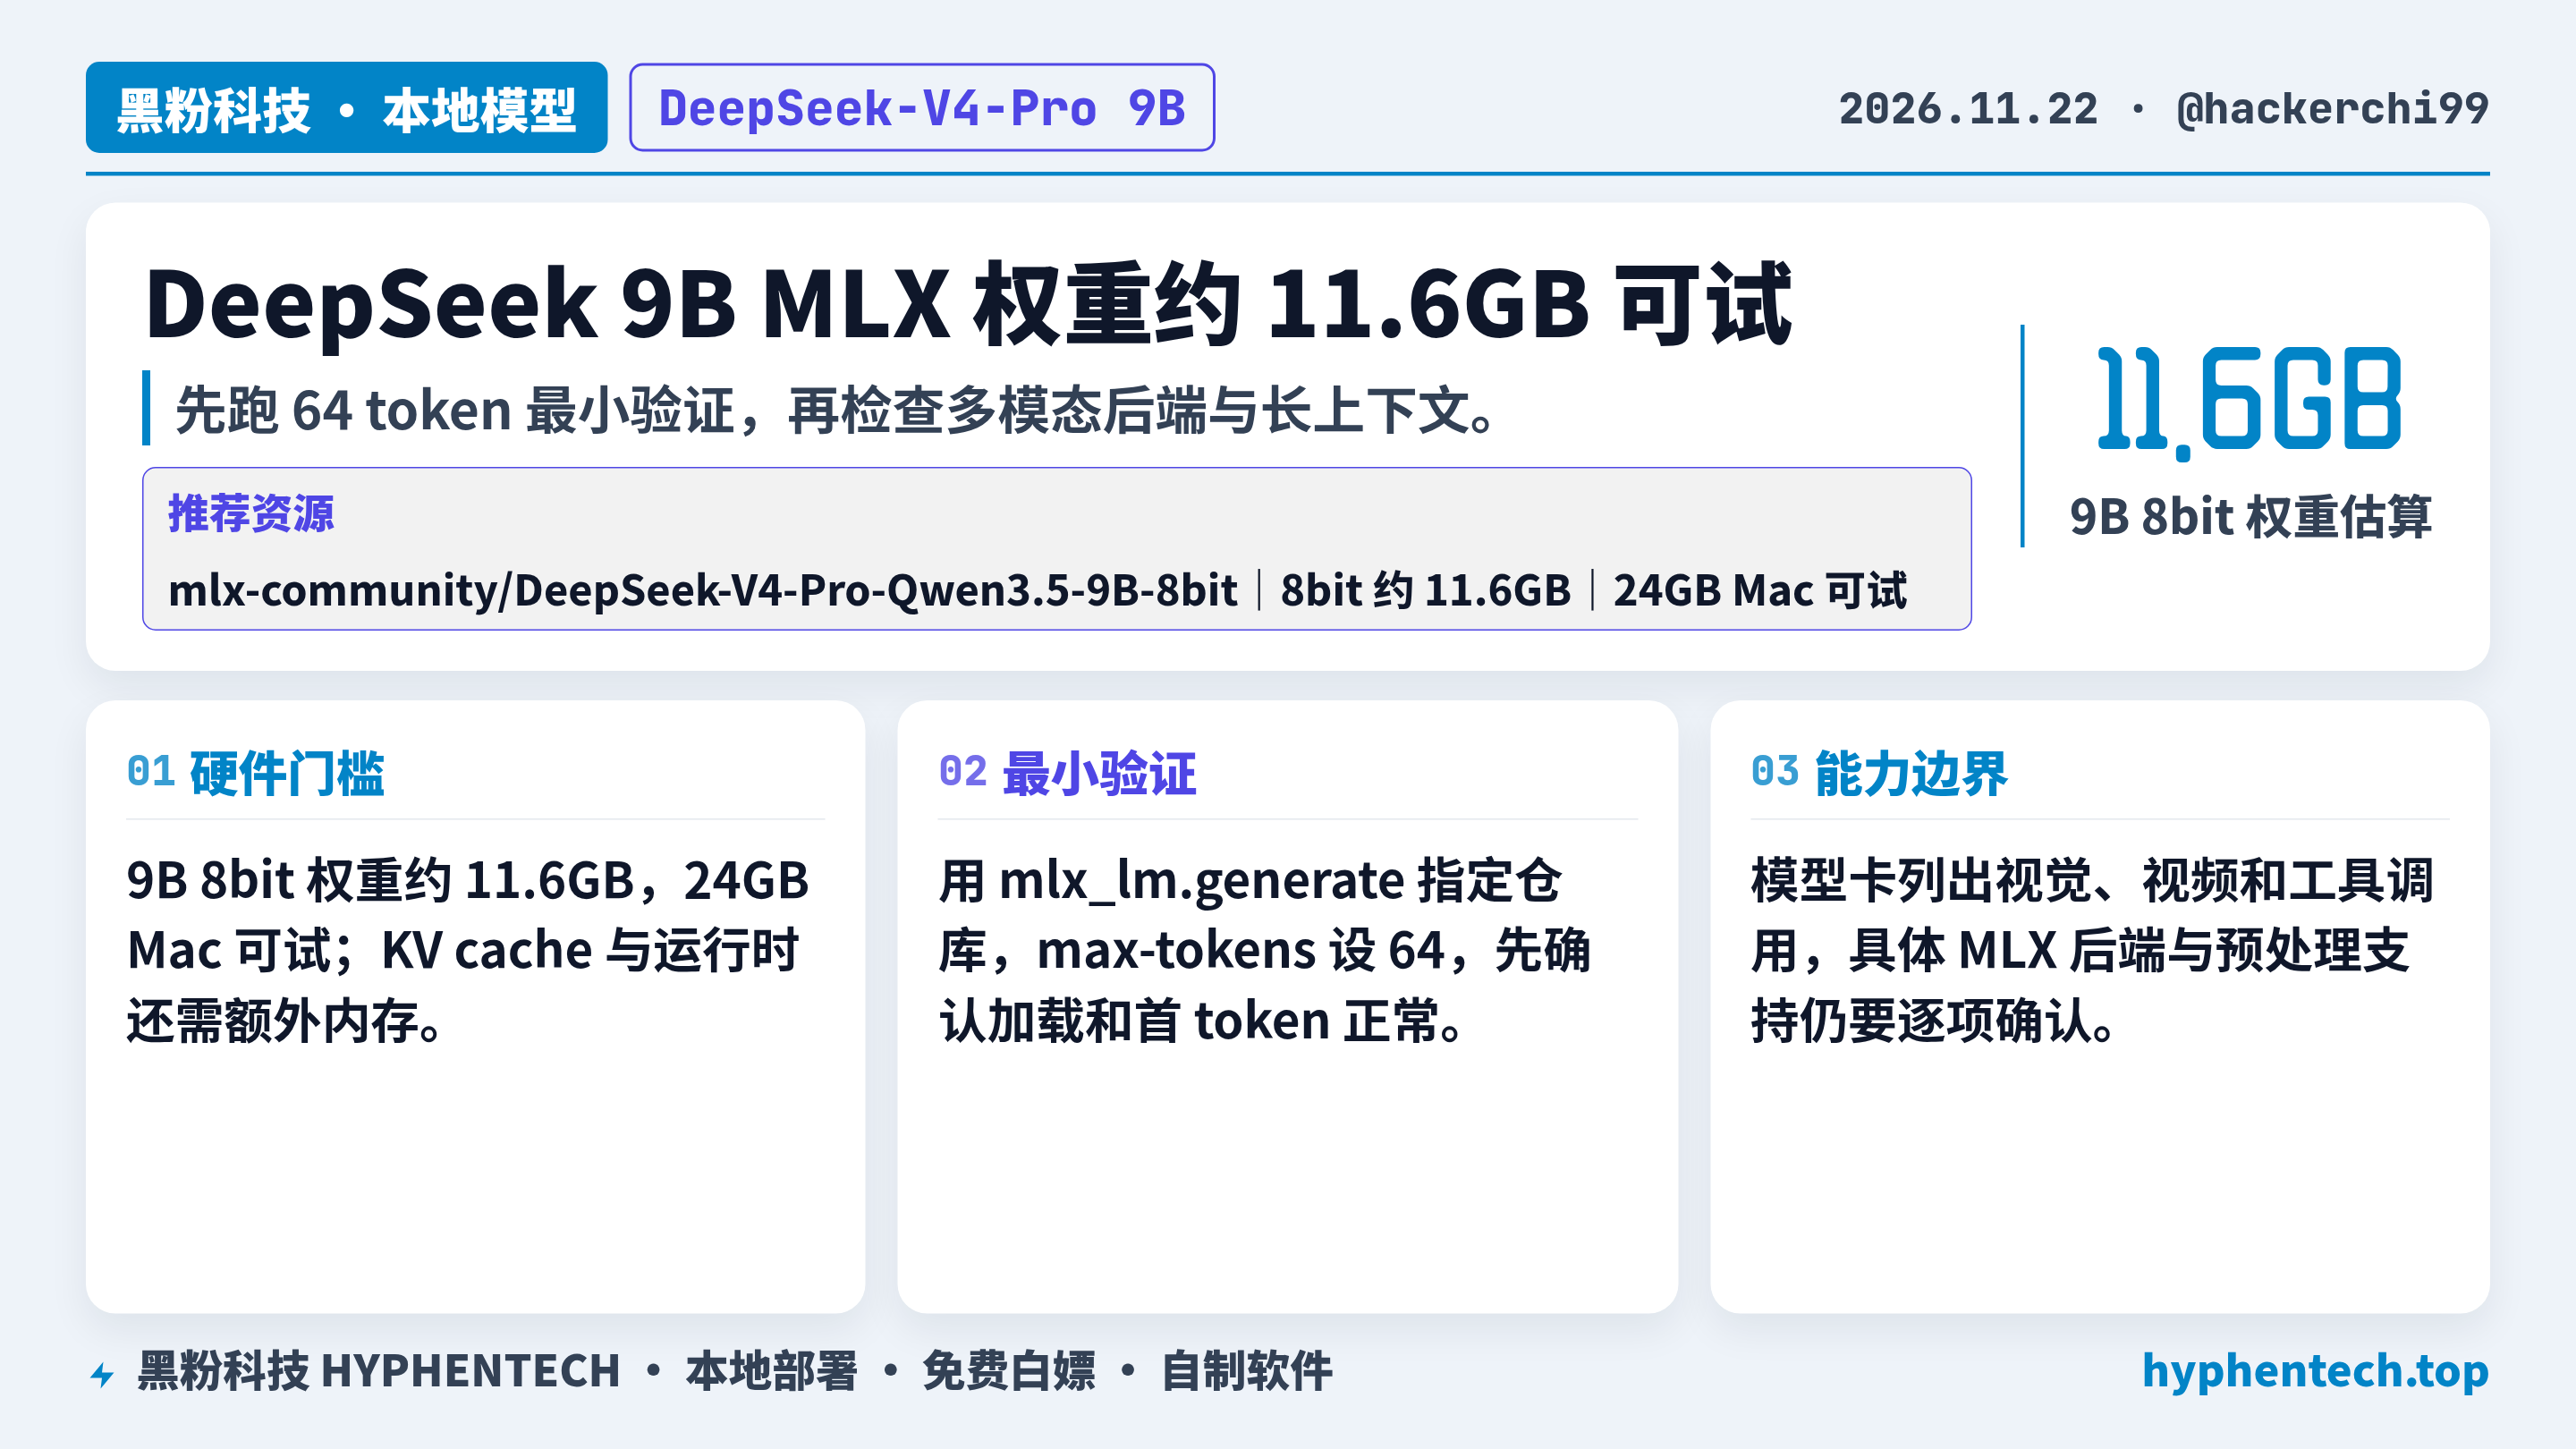 黑粉科技 · 本地模型
DeepSeek-V4-Pro 9B
2026.11.22 · @hackerchi99
DeepSeek 9B MLX 权重约 11.6GB 可试
先跑 64 token 最小验证，再检查多模态后端与长上下文。
推荐资源
mlx-community/DeepSeek-V4-Pro-Qwen3.5-9B-8bit｜8bit 约 11.6GB｜24GB Mac 可试
11.6GB
9B 8bit 权重估算
01 硬件门槛
9B 8bit 权重约 11.6GB，24GB
Mac 可试；KV cache 与运行时
还需额外内存。
02 最小验证
用 mlx_lm.generate 指定仓
库，max-tokens 设 64，先确
认加载和首 token 正常。
03 能力边界
模型卡列出视觉、视频和工具调
用，具体 MLX 后端与预处理支
持仍要逐项确认。
黑粉科技 HYPHENTECH · 本地部署 · 免费白嫖 · 自制软件
hyphentech.top